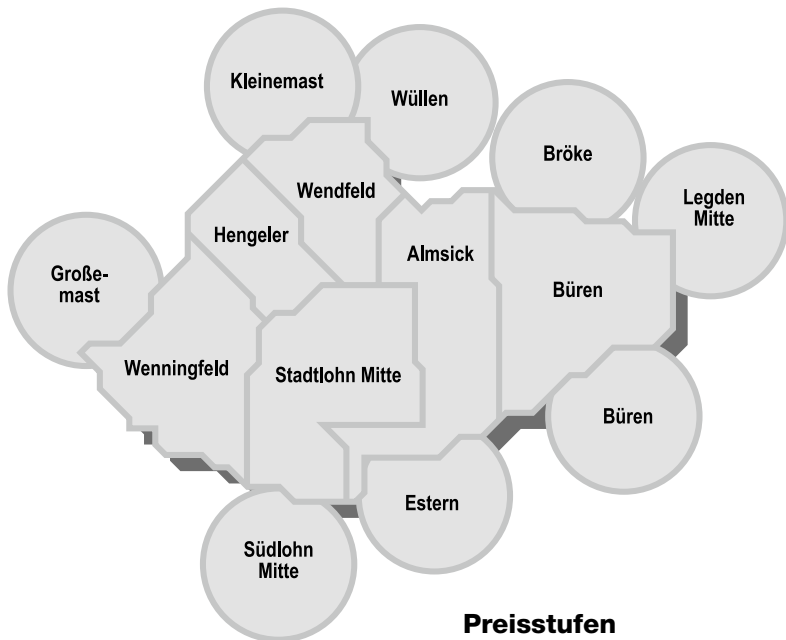 Kleinemast
Wüllen
Bröke
Legden
Mitte
Wendfeld
Hengeler
Almsick
Große-
mast
Büren
Wenningfeld
Stadtlohn Mitte
Büren
Estern
Südlohn
Mitte
Preisstufen